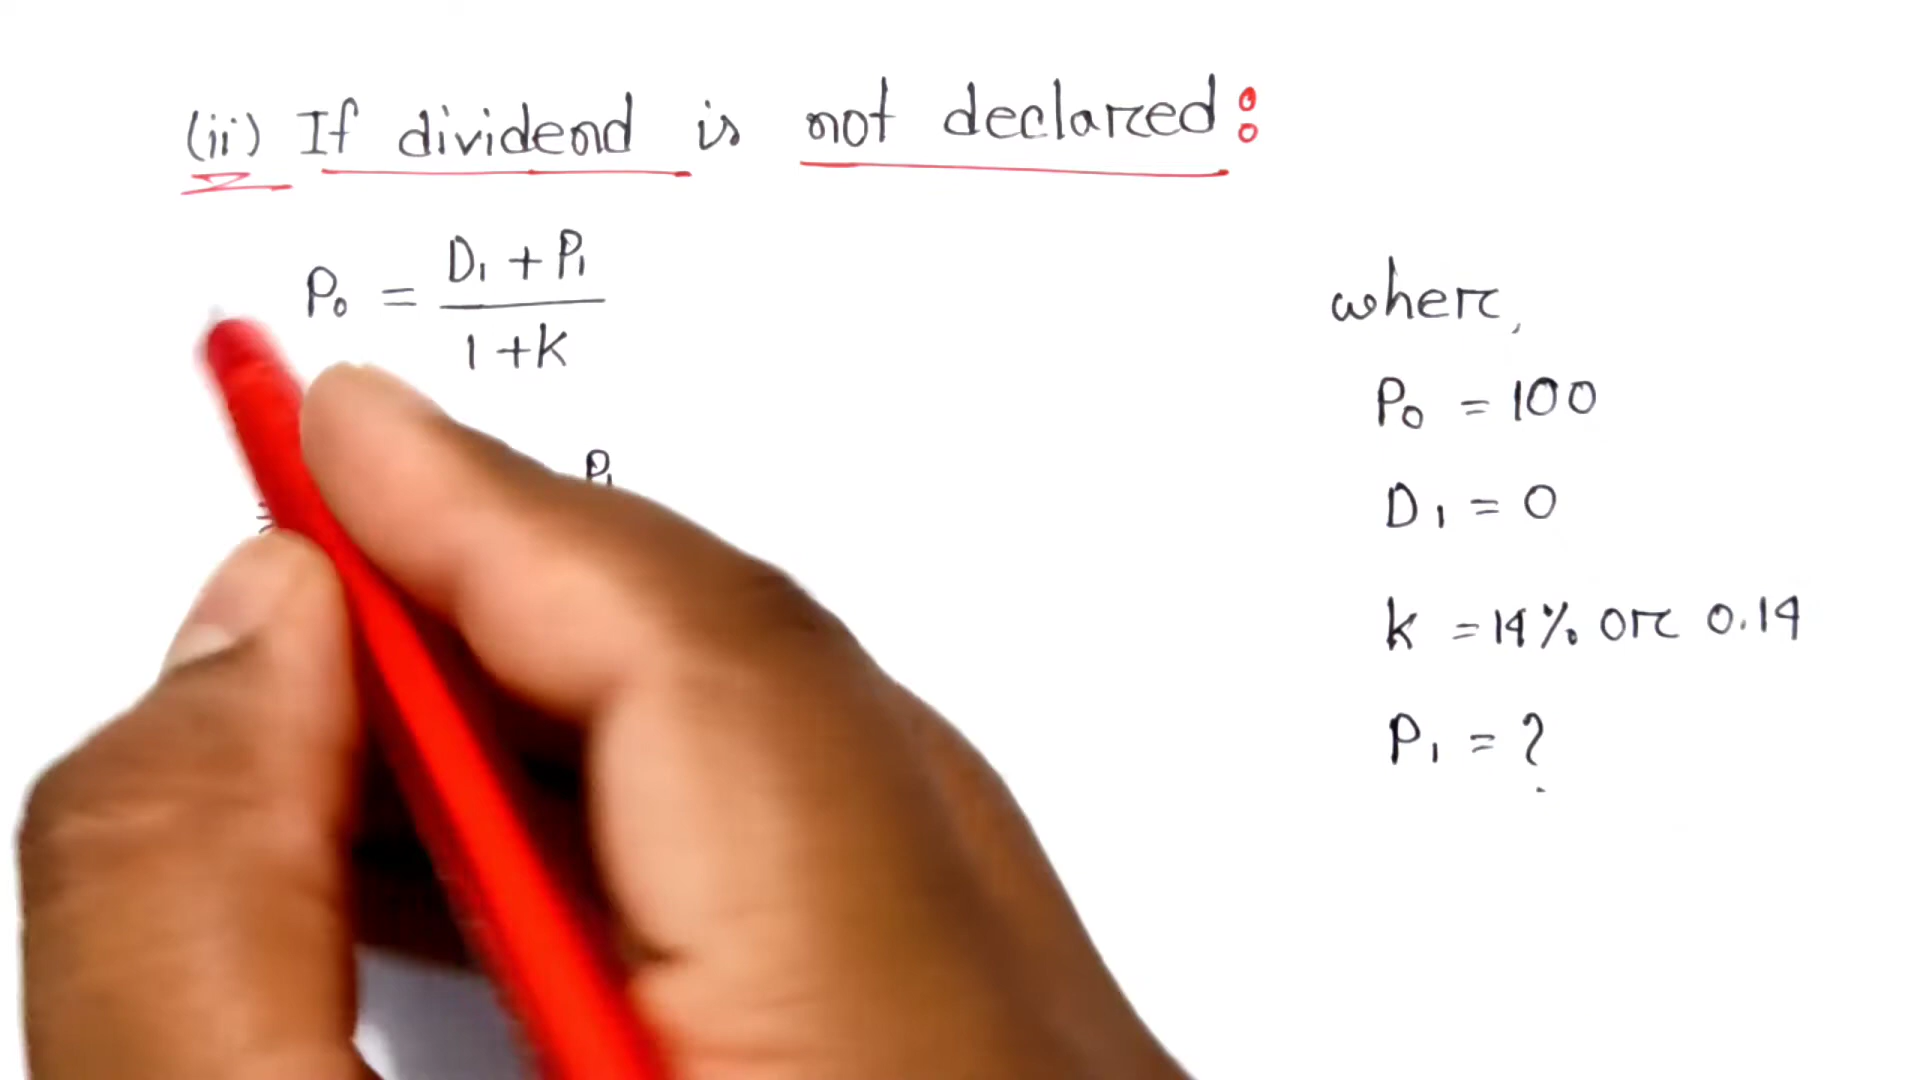 (ii) If dividend is not declared:
P₀ = D₁ + P₁
1 + k
P₁
where,
P₀ = 100
D₁ = 0
k = 14% or 0.14
P₁ = ?